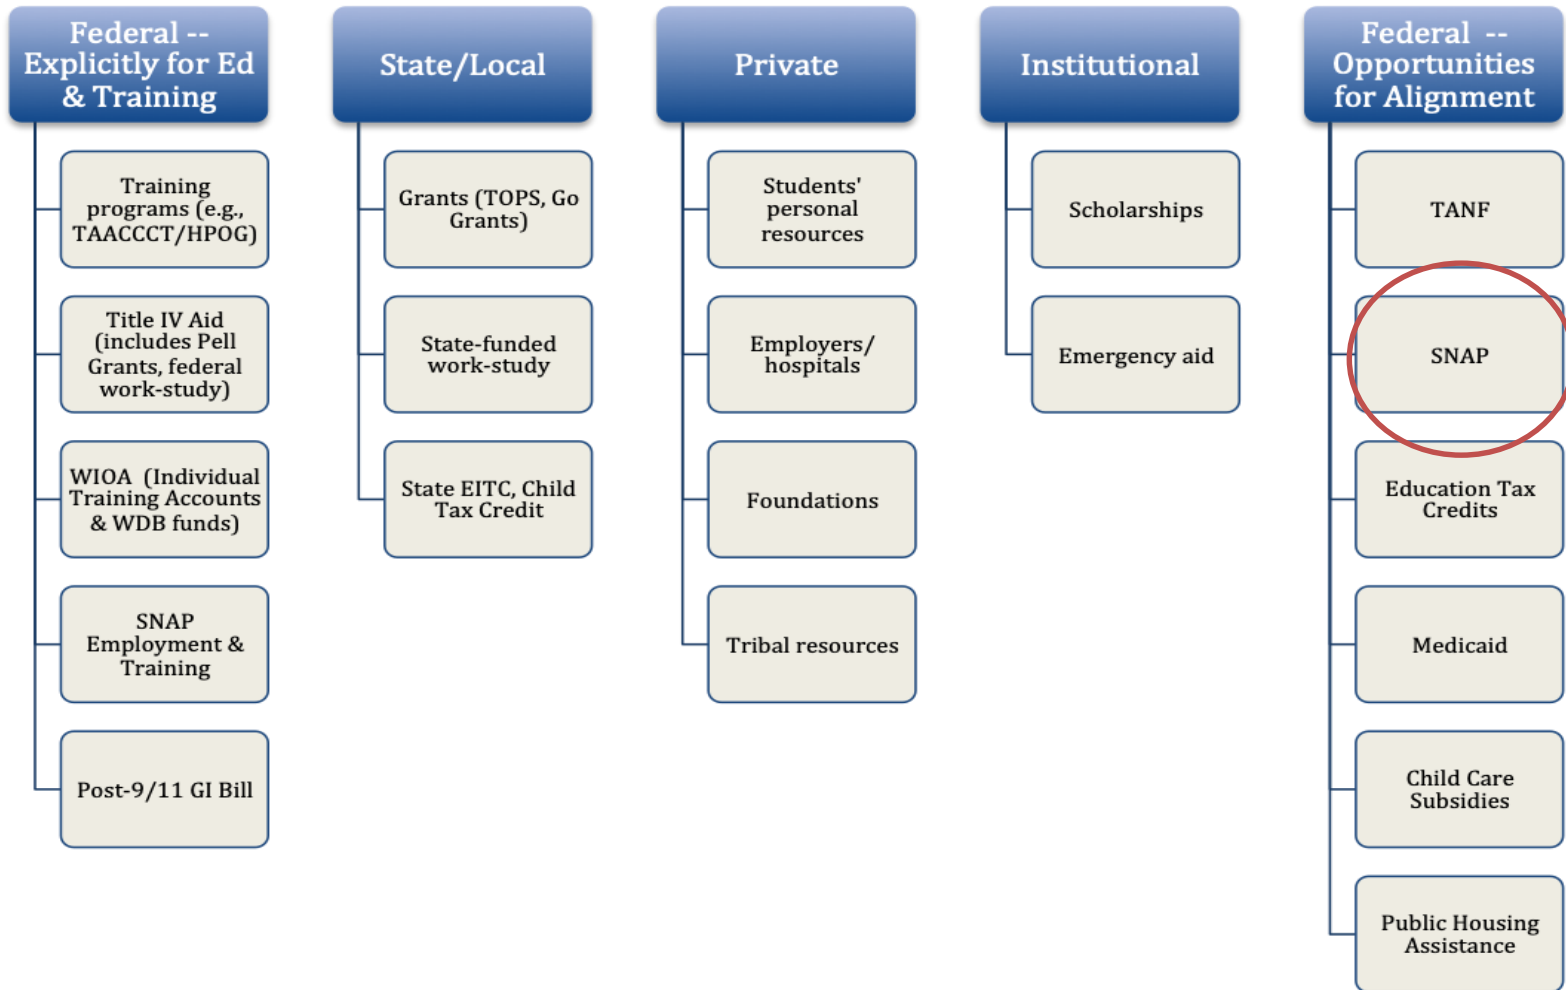 Federal --
Explicitly for Ed
& Training
Training
programs (e.g.,
TAACCCT/HPOG)
Title IV Aid
(includes Pell
Grants, federal
work-study)
WIOA (Individual
Training Accounts
& WDB funds)
SNAP
Employment &
Training
Post-9/11 GI Bill
State/Local
Grants (TOPS, Go
Grants)
State-funded
work-study
State EITC, Child
Tax Credit
Private
Students'
personal
resources
Employers/
hospitals
Foundations
Tribal resources
Institutional
Scholarships
Emergency aid
Federal --
Opportunities
for Alignment
TANF
SNAP
Education Tax
Credits
Medicaid
Child Care
Subsidies
Public Housing
Assistance